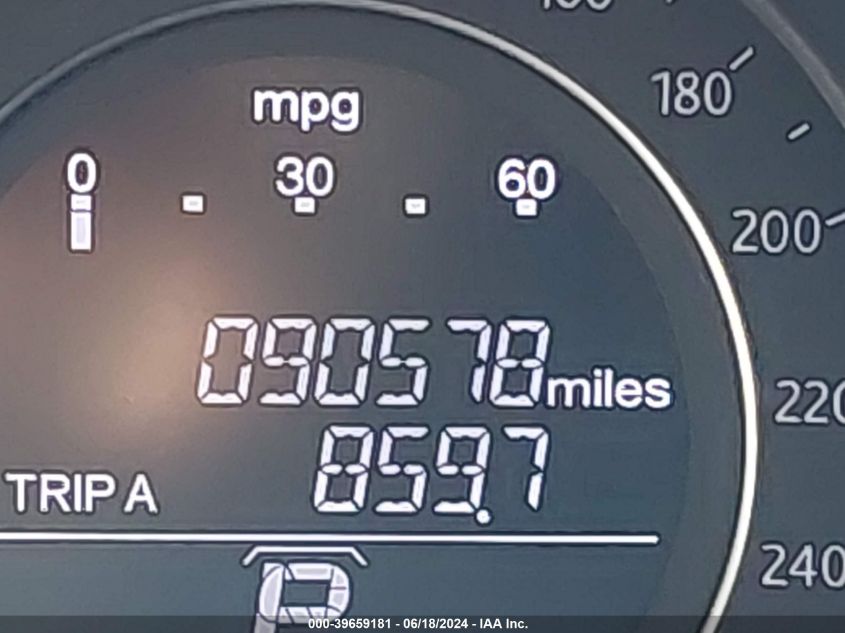 mpg
0 30 60
180
200
090578 miles
220
TRIP A 859.7
240
P
000-39659181 - 06/18/2024 - IAA Inc.